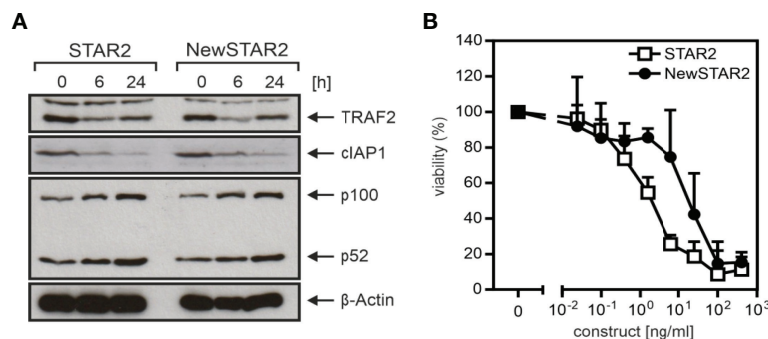 A
STAR2 NewSTAR2
0 6 24 0 6 24 [h]
TRAF2
cIAP1
p100
p52
β-Actin
B
140
120
100
80
60
40
20
0
viability (%)
STAR2
NewSTAR2
0 10-2 10-1 100 101 102 103
construct [ng/ml]